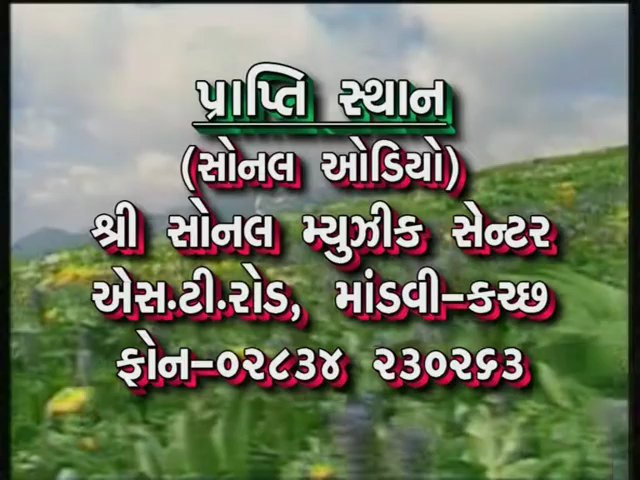 પ્રાપ્તિ સ્થાન
(સોનલ ઓડિયો)
શ્રી સોનલ મ્યુઝીક સેન્ટર
એસ.ટી.રોડ, માંડવી-કચ્છ
ફોન-૦૨૮૩૪ ૨૩૦૨૬૩